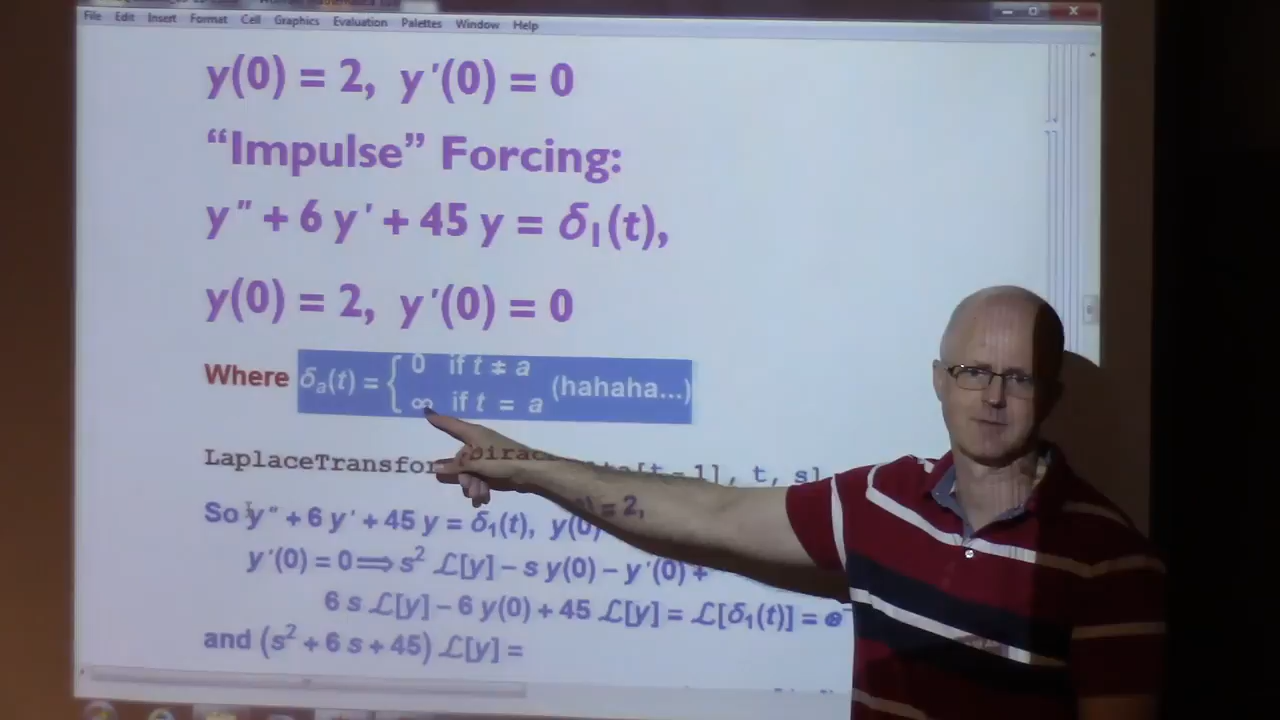 File Edit Insert Format Cell Graphics Evaluation Palettes Window Help
y(0) = 2, y′(0) = 0
“Impulse” Forcing:
y″ + 6 y′ + 45 y = δ₁(t),
y(0) = 2, y′(0) = 0
Where δₐ(t) = { 0 if t ≠ a
∞ if t = a (hahaha...)
t - 1], t, s]
So y″ + 6 y′ + 45 y = δ₁(t), y(0) = 2,
y′(0) = 0 ⟹ s² ℒ[y] − s y(0) − y′(0) +
6 s ℒ[y] − 6 y(0) + 45 ℒ[y] = ℒ[δ₁(t)] = e⁻
and (s² + 6 s + 45) ℒ[y] =